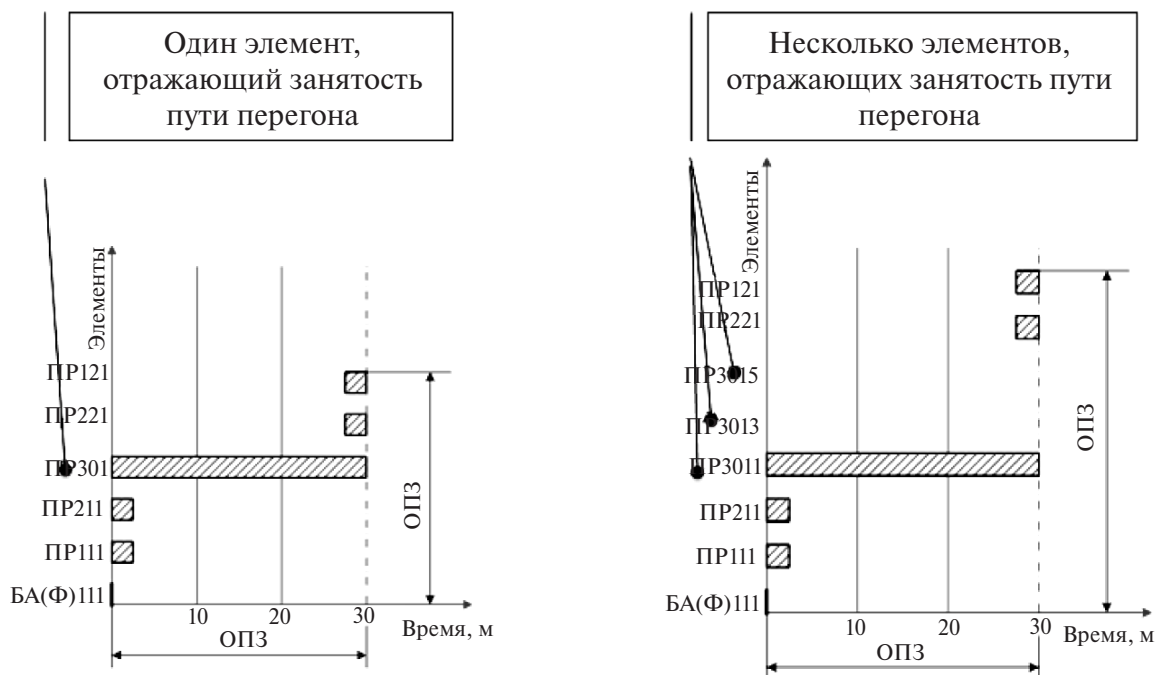 Один элемент,
отражающий занятость
пути перегона
Элементы
ПР121
ПР221
ПР301
ПР211
ПР111
БА(Ф)111
10
20
30
Время, м
ОПЗ
ОПЗ
Несколько элементов,
отражающих занятость пути
перегона
Элементы
ПР121
ПР221
ПР3015
ПР3013
ПР3011
ПР211
ПР111
БА(Ф)111
10
20
30
Время, м
ОПЗ
ОПЗ